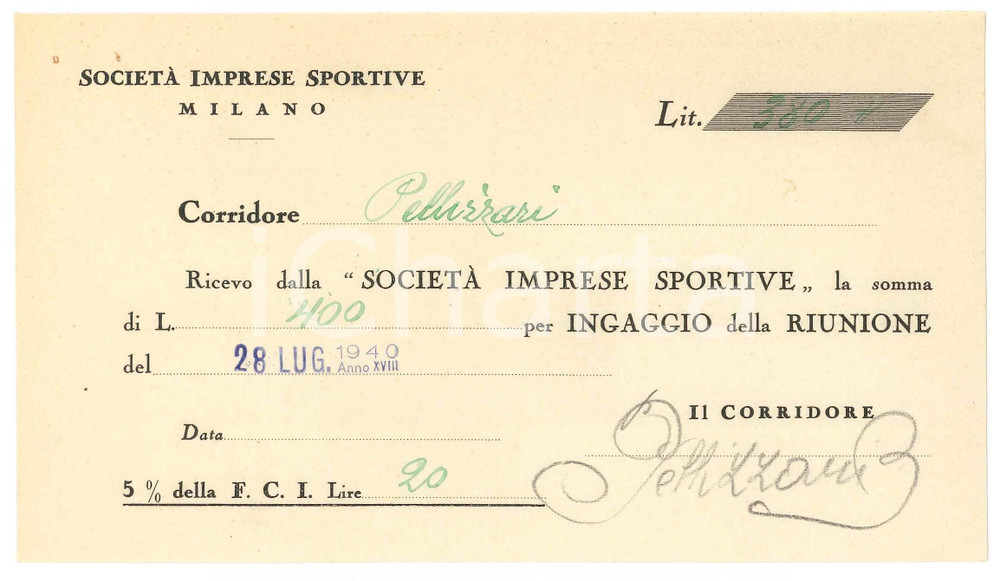 SOCIETÀ IMPRESE SPORTIVE
MILANO
Lit. 380
Corridore Pellizzari
iCharta
Ricevo dalla “ SOCIETÀ IMPRESE SPORTIVE „ la somma
di L. 400 per INGAGGIO della RIUNIONE
del 28 LUG. 1940 Anno XVIII
Il CORRIDORE
Data
Pellizzari B
5 % della F. C. I. Lire 20